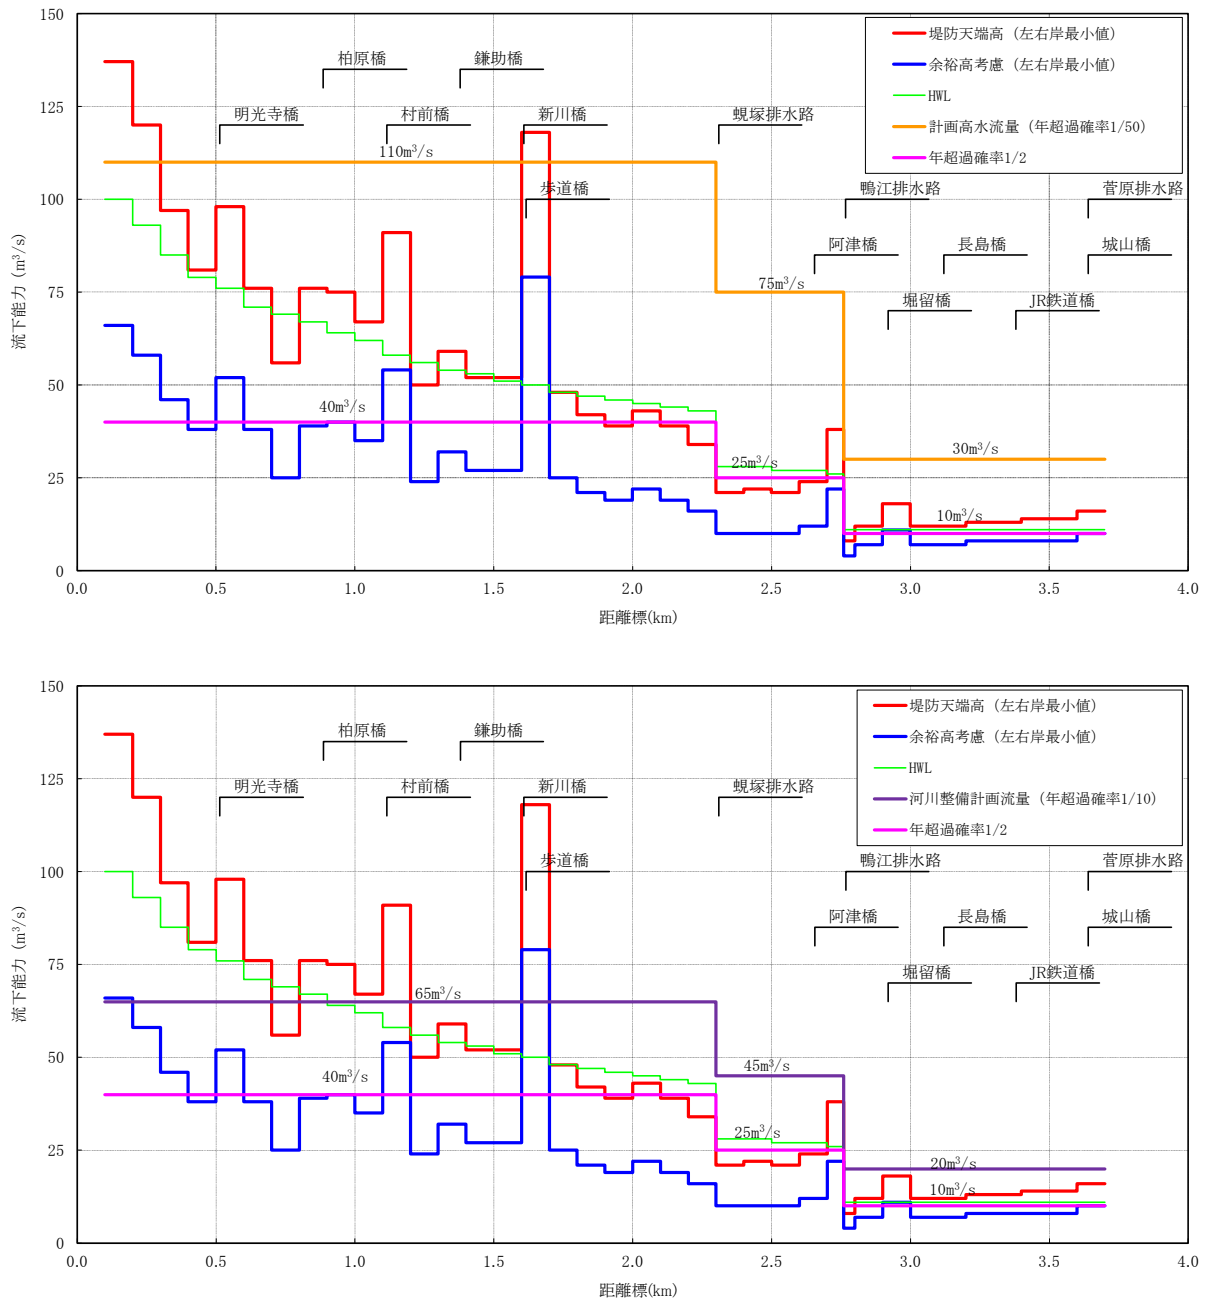 150
125
100
75
50
25
0
流下能力 (m³/s)
0.0 0.5 1.0 1.5 2.0 2.5 3.0 3.5 4.0
距離標(km)
堤防天端高 (左右岸最小値)
余裕高考慮 (左右岸最小値)
HWL
計画高水流量 (年超過確率1/50)
年超過確率1/2
柏原橋
鎌助橋
明光寺橋
村前橋
新川橋
蜆塚排水路
歩道橋
鴨江排水路
菅原排水路
阿津橋
長島橋
城山橋
堀留橋
JR鉄道橋
110m³/s
75m³/s
30m³/s
40m³/s
25m³/s
10m³/s
150
125
100
75
50
25
0
流下能力 (m³/s)
0.0 0.5 1.0 1.5 2.0 2.5 3.0 3.5 4.0
距離標(km)
堤防天端高 (左右岸最小値)
余裕高考慮 (左右岸最小値)
HWL
河川整備計画流量 (年超過確率1/10)
年超過確率1/2
柏原橋
鎌助橋
明光寺橋
村前橋
新川橋
蜆塚排水路
歩道橋
鴨江排水路
菅原排水路
阿津橋
長島橋
城山橋
堀留橋
JR鉄道橋
65m³/s
45m³/s
20m³/s
40m³/s
25m³/s
10m³/s